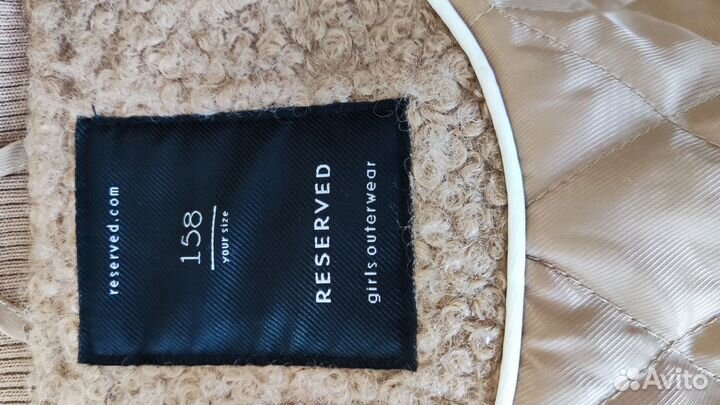 RESERVED
girls outerwear
158
your size
reserved.com
Avito